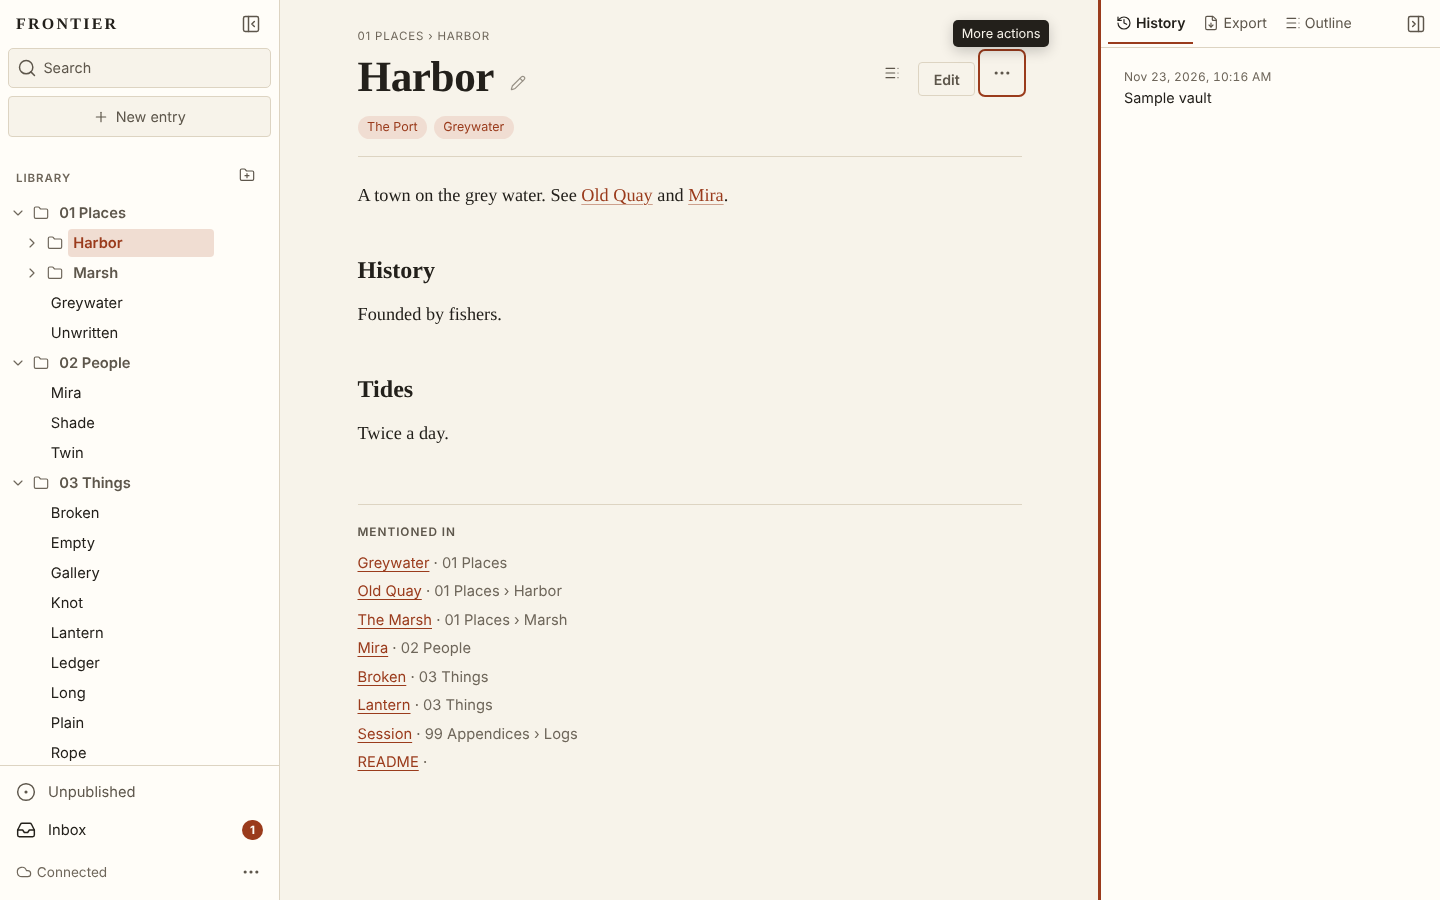 FRONTIER
Search
New entry
LIBRARY
01 Places
Harbor
Marsh
Greywater
Unwritten
02 People
Mira
Shade
Twin
03 Things
Broken
Empty
Gallery
Knot
Lantern
Ledger
Long
Plain
Rope
Unpublished
Inbox 1
Connected
01 PLACES › HARBOR
More actions
Harbor
Edit
The Port Greywater
A town on the grey water. See Old Quay and Mira.
History
Founded by fishers.
Tides
Twice a day.
MENTIONED IN
Greywater · 01 Places
Old Quay · 01 Places › Harbor
The Marsh · 01 Places › Marsh
Mira · 02 People
Broken · 03 Things
Lantern · 03 Things
Session · 99 Appendices › Logs
README ·
History Export Outline
Nov 23, 2026, 10:16 AM
Sample vault